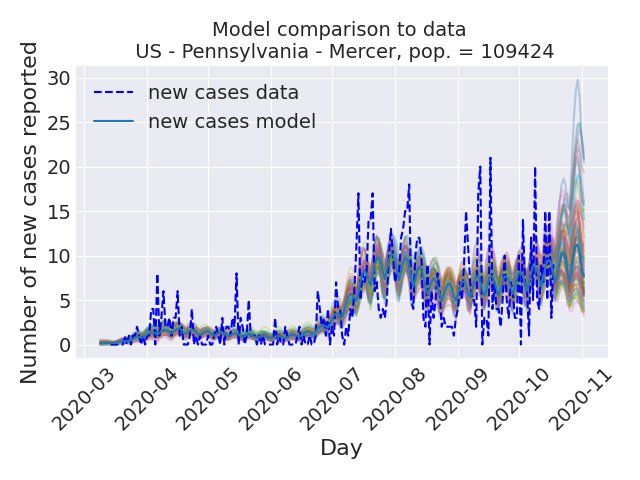 Model comparison to data
US - Pennsylvania - Mercer, pop. = 109424
Number of new cases reported
30
25
20
15
10
5
0
new cases data
new cases model
2020-03
2020-04
2020-05
2020-06
2020-07
2020-08
2020-09
2020-10
2020-11
Day